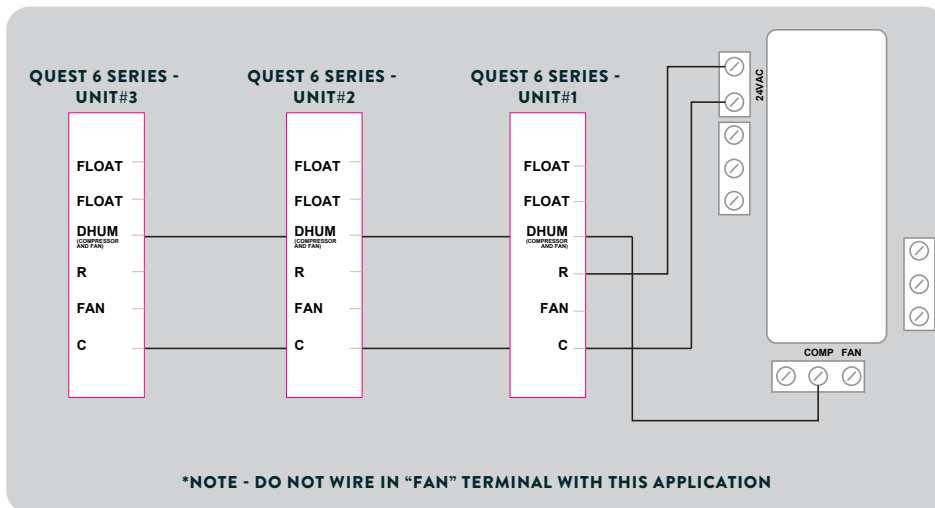 QUEST 6 SERIES -
UNIT#3
QUEST 6 SERIES -
UNIT#2
QUEST 6 SERIES -
UNIT#1
FLOAT
FLOAT
DHUM
(COMPRESSOR
AND FAN)
R
FAN
C
FLOAT
FLOAT
DHUM
(COMPRESSOR
AND FAN)
R
FAN
C
FLOAT
FLOAT
DHUM
(COMPRESSOR
AND FAN)
R
FAN
C
24VAC
COMP FAN
*NOTE - DO NOT WIRE IN “FAN” TERMINAL WITH THIS APPLICATION